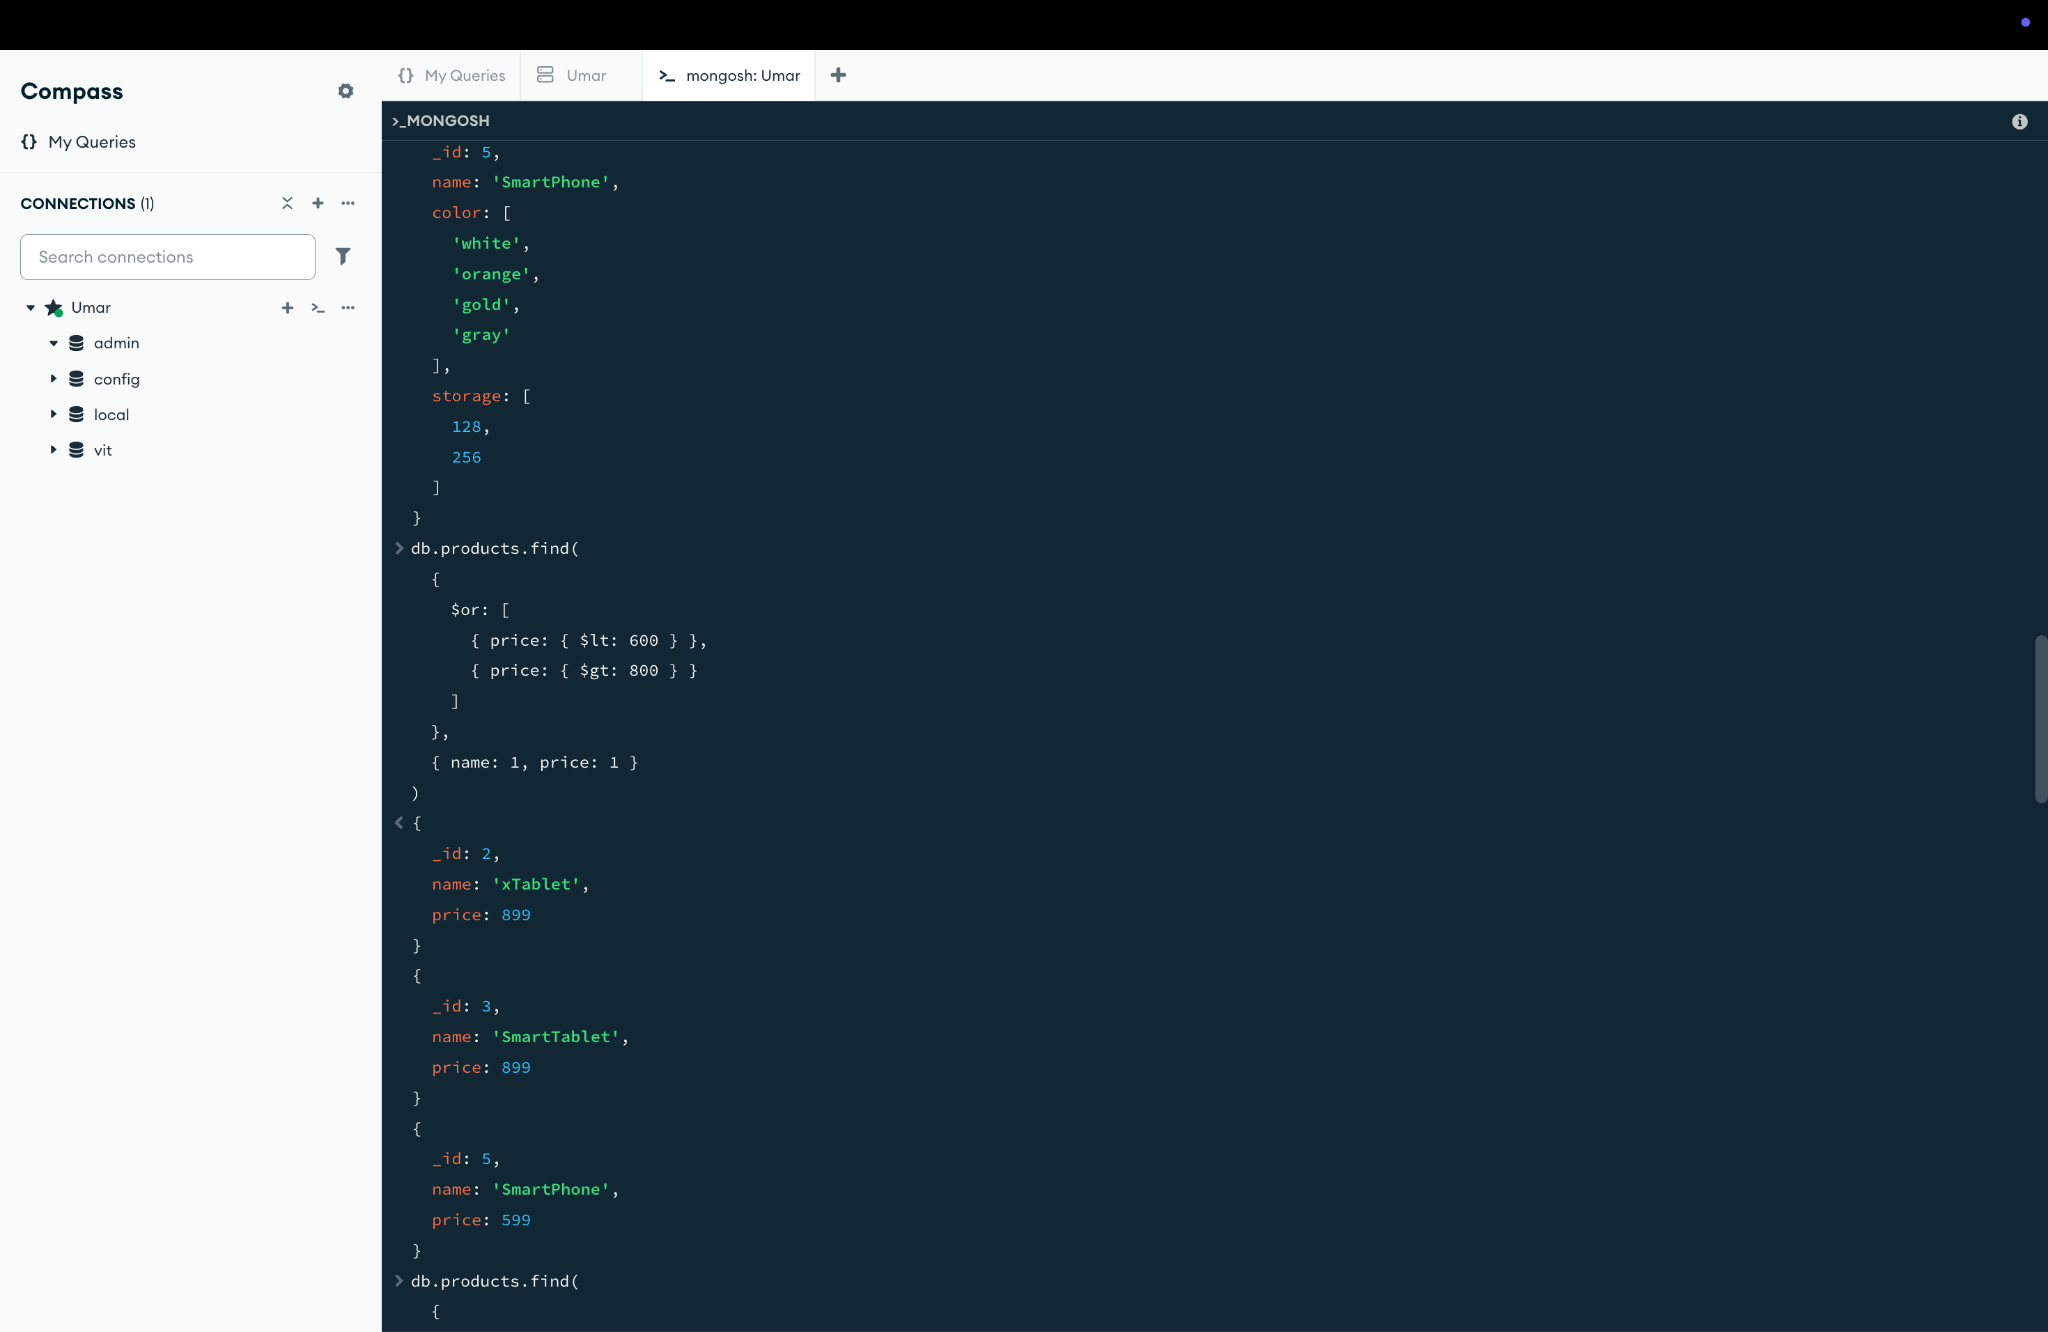 Compass
My Queries
CONNECTIONS (1)
Search connections
Umar
admin
config
local
vit
{} My Queries
Umar
>_ mongosh: Umar
>_MONGOSH
_id: 5,
name: 'SmartPhone',
color: [
'white',
'orange',
'gold',
'gray'
],
storage: [
128,
256
]
}
db.products.find(
{
$or: [
{ price: { $lt: 600 } },
{ price: { $gt: 800 } }
]
},
{ name: 1, price: 1 }
)
{
_id: 2,
name: 'xTablet',
price: 899
}
{
_id: 3,
name: 'SmartTablet',
price: 899
}
{
_id: 5,
name: 'SmartPhone',
price: 599
}
db.products.find(
{